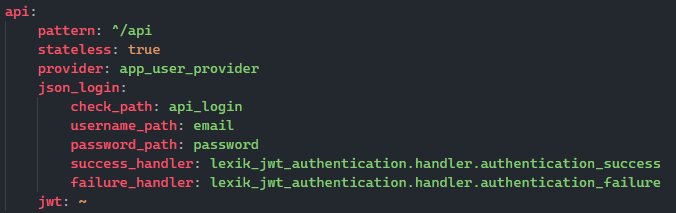 api:
    pattern: ^/api
    stateless: true
    provider: app_user_provider
    json_login:
        check_path: api_login
        username_path: email
        password_path: password
        success_handler: lexik_jwt_authentication.handler.authentication_success
        failure_handler: lexik_jwt_authentication.handler.authentication_failure
    jwt: ~